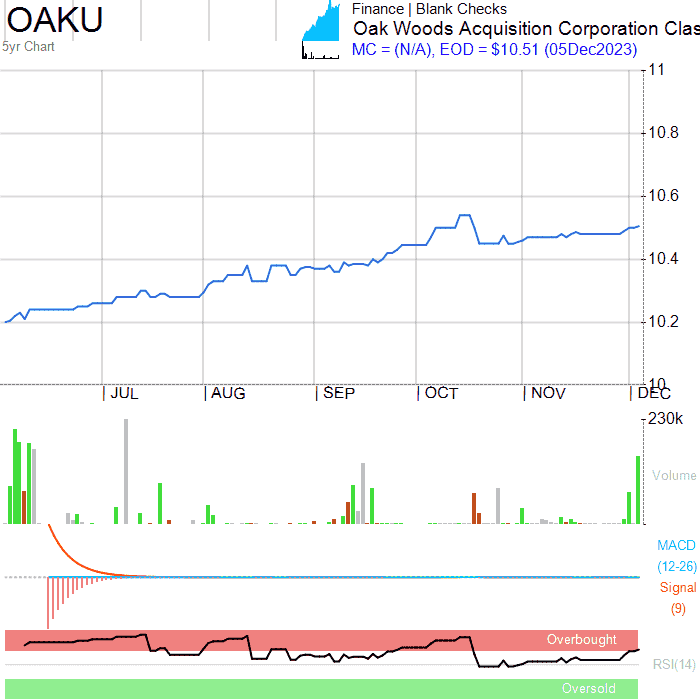 OAKU
5yr Chart
Finance | Blank Checks
Oak Woods Acquisition Corporation Clas
MC = (N/A), EOD = $10.51 (05Dec2023)
11
10.8
10.6
10.4
10.2
10
| JUL | AUG | SEP | OCT | NOV | DEC
230k
Volume
MACD
(12-26)
Signal
(9)
Overbought
RSI(14)
Oversold